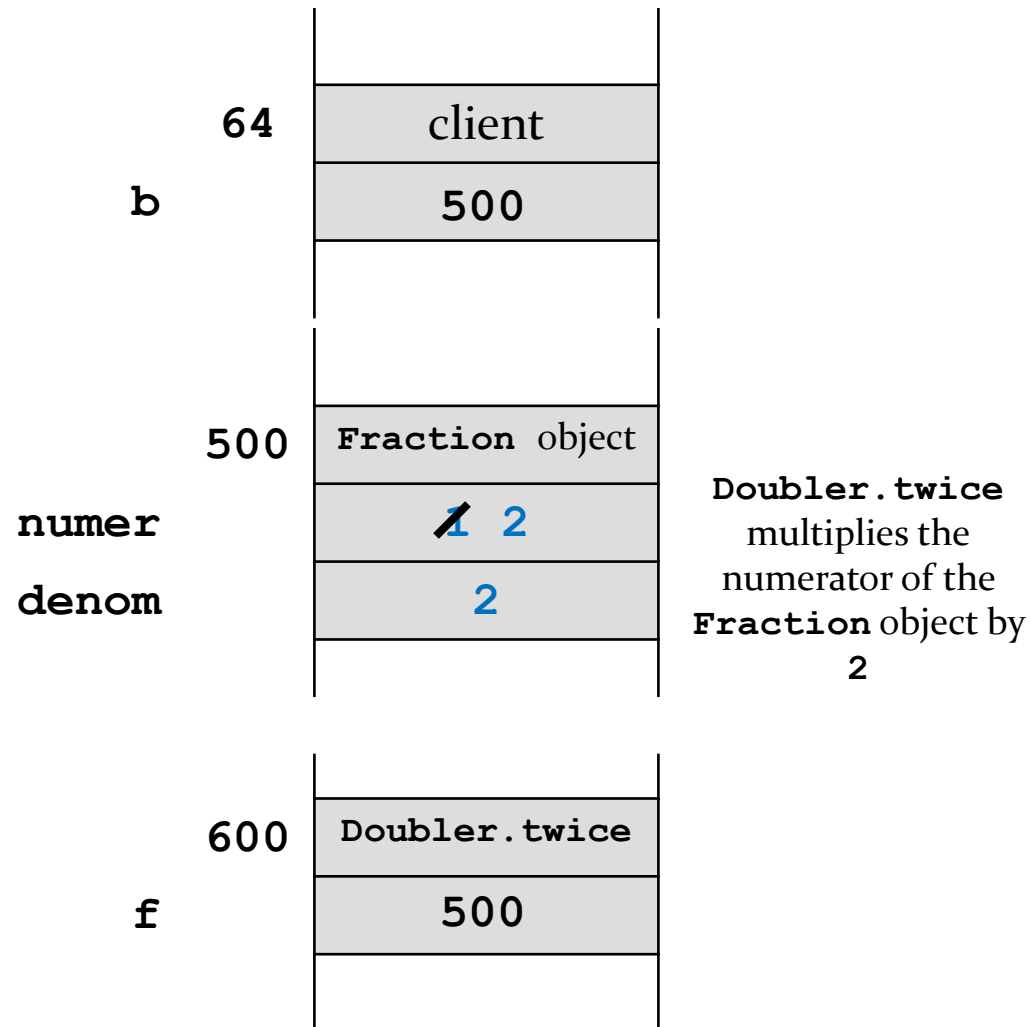 64 client
b 500
500 Fraction object
numer 1 2
denom 2
Doubler.twice
multiplies the
numerator of the
Fraction object by
2
600 Doubler.twice
f 500